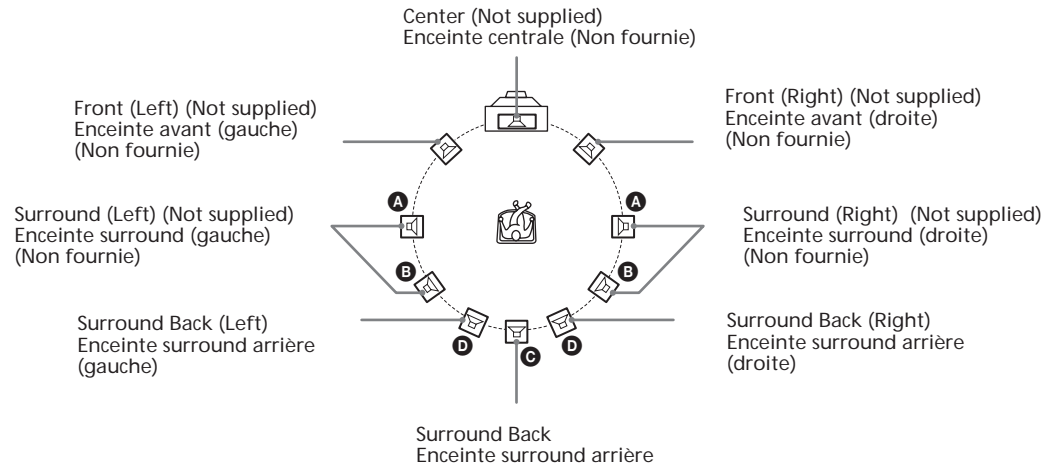 Center (Not supplied)
Enceinte centrale (Non fournie)
Front (Left) (Not supplied)
Enceinte avant (gauche)
(Non fournie)
Front (Right) (Not supplied)
Enceinte avant (droite)
(Non fournie)
A
A
Surround (Left) (Not supplied)
Enceinte surround (gauche)
(Non fournie)
Surround (Right) (Not supplied)
Enceinte surround (droite)
(Non fournie)
B
B
Surround Back (Left)
Enceinte surround arrière
(gauche)
Surround Back (Right)
Enceinte surround arrière
(droite)
D
C
D
Surround Back
Enceinte surround arrière